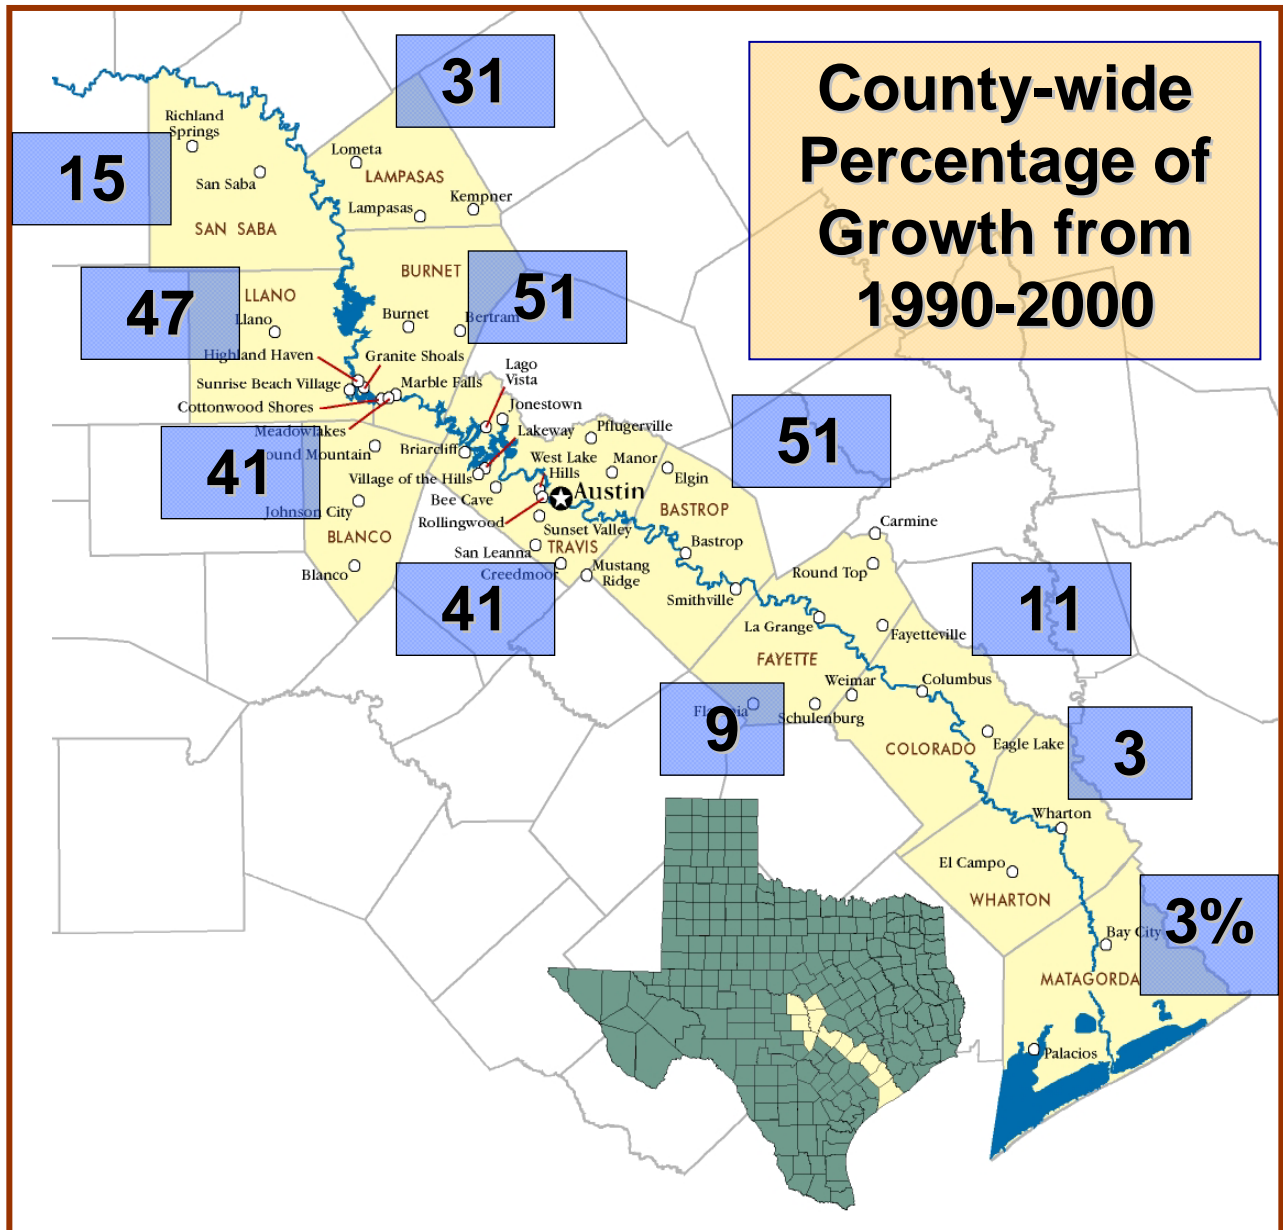 County-wide
Percentage of
Growth from
1990-2000
31
15
Richland
Springs
San Saba
SAN SABA
Lometa
LAMPASAS
Lampasas
Kempner
47
LLANO
Llano
BURNET
51
Burnet
Bertram
Highland Haven
Granite Shoals
Sunrise Beach Village
Marble Falls
Cottonwood Shores
Meadowlakes
Lago
Vista
Jonestown
Lakeway
Pflugerville
51
41
ound Mountain
Briarcliff
West Lake
Hills
Manor
Elgin
Village of the Hills
Bee Cave
Austin
Johnson City
Rollingwood
BASTROP
BLANCO
Sunset Valley
San Leanna
TRAVIS
Bastrop
Carmine
Blanco
Creedmoor
Mustang
Ridge
Round Top
Smithville
41
11
La Grange
Fayetteville
FAYETTE
Weimar
Columbus
9
Schulenburg
COLORADO
Eagle Lake
3
Wharton
El Campo
WHARTON
3%
Bay City
MATAGORDA
Palacios